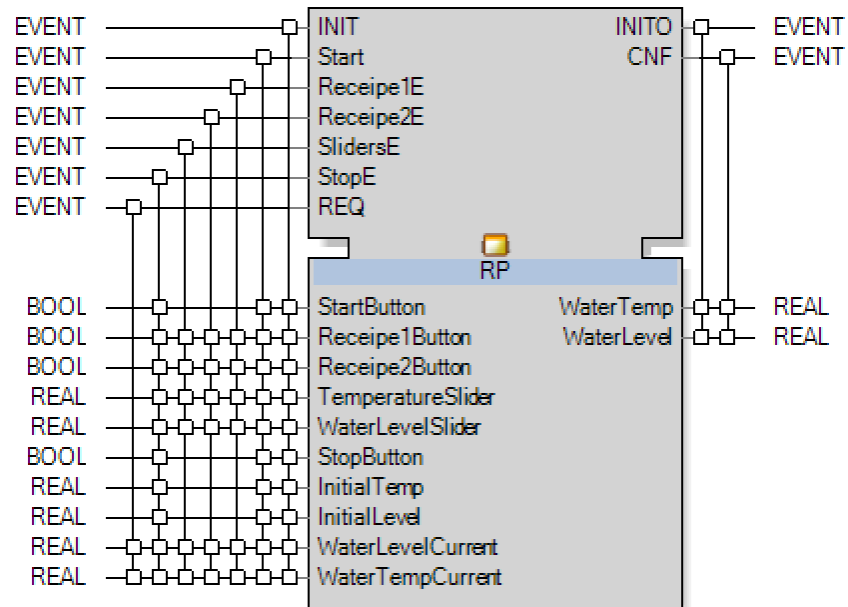 EVENT INIT INITO EVENT
EVENT Start CNF EVENT
EVENT Receipe1E
EVENT Receipe2E
EVENT SlidersE
EVENT StopE
EVENT REQ
RP
BOOL StartButton WaterTemp REAL
BOOL Receipe1Button WaterLevel REAL
BOOL Receipe2Button
REAL TemperatureSlider
REAL WaterLevelSlider
BOOL StopButton
REAL InitialTemp
REAL InitialLevel
REAL WaterLevelCurrent
REAL WaterTempCurrent